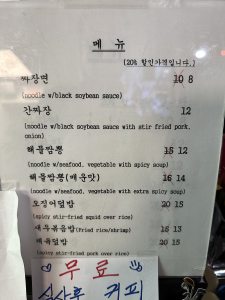 메 뉴
(20% 할인가격입니다.)
짜장면 10 8
(noodle w/black soybean sauce)
간짜장 12
(noodle w/black soybean sauce with stir fried pork, onion)
해물짬뽕 15 12
(noodle w/seafood, vegetable with spicy soup)
해물짬뽕(매운맛) 16 14
(noodle w/seafood, vegetable with extra spicy soup)
오징어덮밥 20 15
(spicy stir-fried squid over rice)
새우볶음밥(Fried rice/shrimp) 16 13
제육덮밥 20 15
(spicy stir-fried pork over rice)
무료
식사후 커피